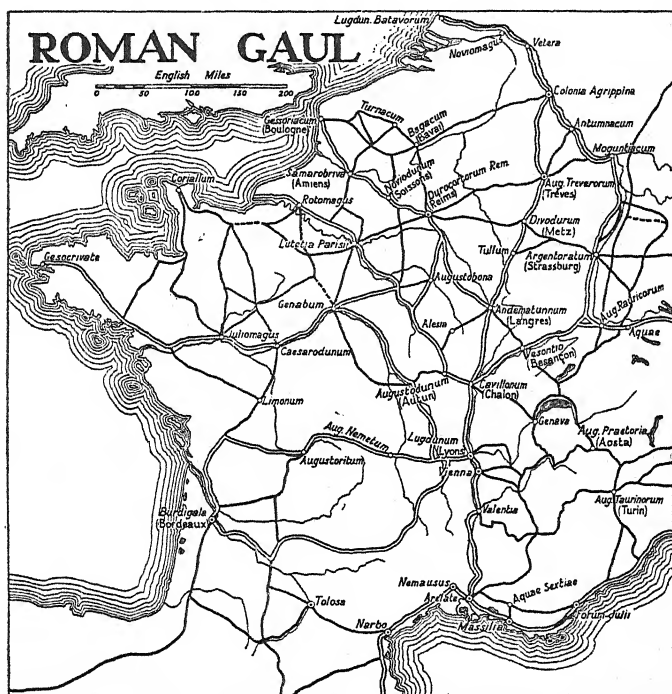 Lugdun. Batavorum
ROMAN GAUL
English Miles
0 50 100 150 200
Noviomagus
Vetera
Colonia Agrippina
Gessoriacum
(Boulogne)
Turnacum
Bagacum
(Bavai)
Antumnacum
Moguntiacum
Samarobriva
(Amiens)
Noviodunum
(Soissons)
Durocortorum Rem.
(Reims)
Aug. Treverorum
(Trèves)
Coriallum
Rotomagus
Divodurum
(Metz)
Lutetia Parisii
Tullum
Argentoratum
(Strassburg)
Gesocrivate
Augustobona
Genabum
Andematunnum
(Langres)
Aug. Rauricorum
Aquae
Alesia
Juliomagus
Caesarodunum
Vesontio
(Besançon)
Limonum
Augustodunum
(Autun)
Cavillonum
(Chalon)
Genava
Aug. Praetoria
(Aosta)
Aug. Nemetum
Lugdunum
(Lyons)
Augustoritum
Vienna
Aug. Taurinorum
(Turin)
Burdigala
(Bordeaux)
Valentia
Nemausus
Arelate
Aquae Sextiae
Tolosa
Narbo
Massilia
Forum Julii